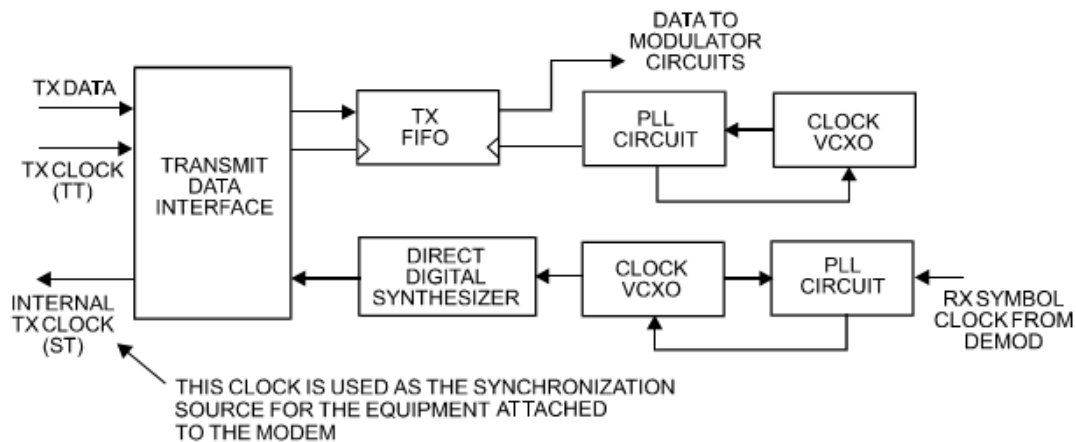 DATA TO
MODULATOR
CIRCUITS
TX DATA
TX CLOCK
(TT)
TRANSMIT
DATA
INTERFACE
TX
FIFO
PLL
CIRCUIT
CLOCK
VCXO
DIRECT
DIGITAL
SYNTHESIZER
CLOCK
VCXO
PLL
CIRCUIT
INTERNAL
TX CLOCK
(ST)
RX SYMBOL
CLOCK FROM
DEMOD
THIS CLOCK IS USED AS THE SYNCHRONIZATION
SOURCE FOR THE EQUIPMENT ATTACHED
TO THE MODEM